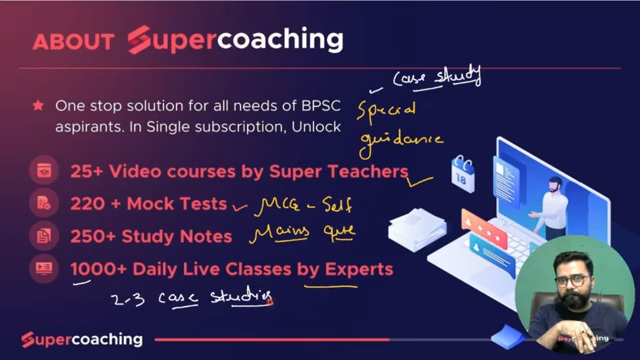 ABOUT Supercoaching
Case study
One stop solution for all needs of BPSC
aspirants. In Single subscription, Unlock
Special
guidance
25+ Video courses by Super Teachers
18
220 + Mock Tests
MCQ - Self
250+ Study Notes
Mains que
1000+ Daily Live Classes by Experts
2-3 case studies
Supercoaching